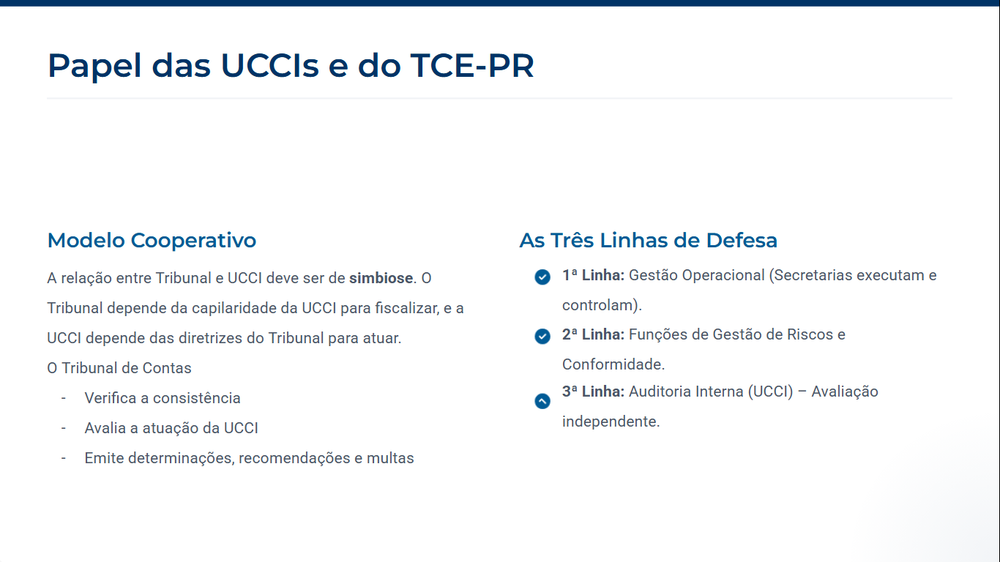 Papel das UCCIs e do TCE-PR
Modelo Cooperativo
A relação entre Tribunal e UCCI deve ser de simbiose. O
Tribunal depende da capilaridade da UCCI para fiscalizar, e a
UCCI depende das diretrizes do Tribunal para atuar.
O Tribunal de Contas
- Verifica a consistência
- Avalia a atuação da UCCI
- Emite determinações, recomendações e multas
As Três Linhas de Defesa
1ª Linha: Gestão Operacional (Secretarias executam e
controlam).
2ª Linha: Funções de Gestão de Riscos e
Conformidade.
3ª Linha: Auditoria Interna (UCCI) – Avaliação
independente.